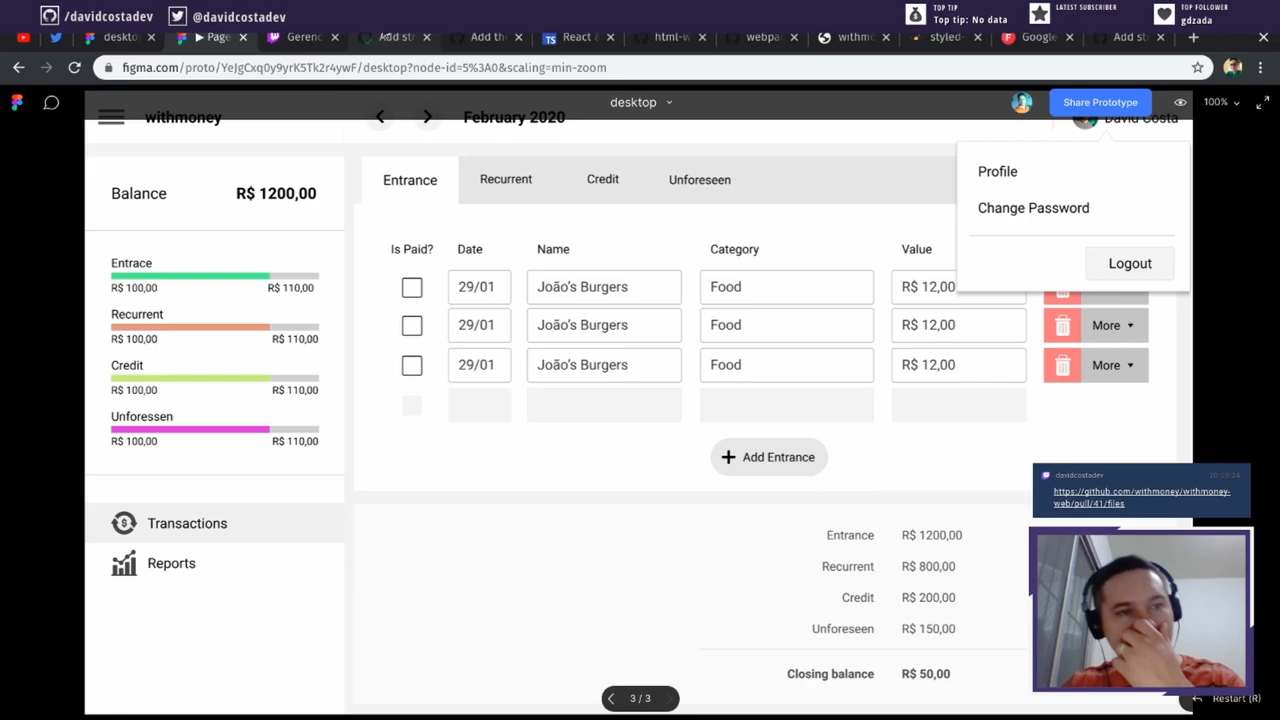 /davidcostadev @davidcostadev
TOP TIP
Top tip: No data
LATEST SUBSCRIBER
TOP FOLLOWER
gdzada
desktop
Page
Gerenc
Add str
Add the
React &
html-w
webpa
withmo
styled-
Google
Add st
figma.com/proto/YeJgCxq0y9yrK5Tk2r4ywF/desktop?node-id=5%3A0&scaling=min-zoom
desktop
Share Prototype
100%
withmoney
February 2020
David Costa
Profile
Change Password
Logout
Balance R$ 1200,00
Entrace
R$ 100,00 R$ 110,00
Recurrent
R$ 100,00 R$ 110,00
Credit
R$ 100,00 R$ 110,00
Unforessen
R$ 100,00 R$ 110,00
Transactions
Reports
Entrance Recurrent Credit Unforeseen
Is Paid? Date Name Category Value
29/01 João's Burgers Food R$ 12,00
29/01 João's Burgers Food R$ 12,00 More
29/01 João's Burgers Food R$ 12,00 More
+ Add Entrance
Entrance R$ 1200,00
Recurrent R$ 800,00
Credit R$ 200,00
Unforeseen R$ 150,00
Closing balance R$ 50,00
davidcostadev
https://github.com/withmoney/withmoney-
web/pull/41/files
3 / 3
Restart (R)